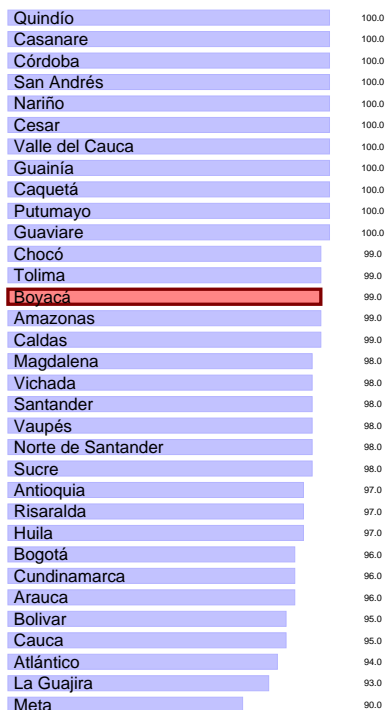 Quindío 100.0
Casanare 100.0
Córdoba 100.0
San Andrés 100.0
Nariño 100.0
Cesar 100.0
Valle del Cauca 100.0
Guainía 100.0
Caquetá 100.0
Putumayo 100.0
Guaviare 100.0
Chocó 99.0
Tolima 99.0
Boyacá 99.0
Amazonas 99.0
Caldas 99.0
Magdalena 98.0
Vichada 98.0
Santander 98.0
Vaupés 98.0
Norte de Santander 98.0
Sucre 98.0
Antioquia 97.0
Risaralda 97.0
Huila 97.0
Bogotá 96.0
Cundinamarca 96.0
Arauca 96.0
Bolivar 95.0
Cauca 95.0
Atlántico 94.0
La Guajira 93.0
Meta 90.0